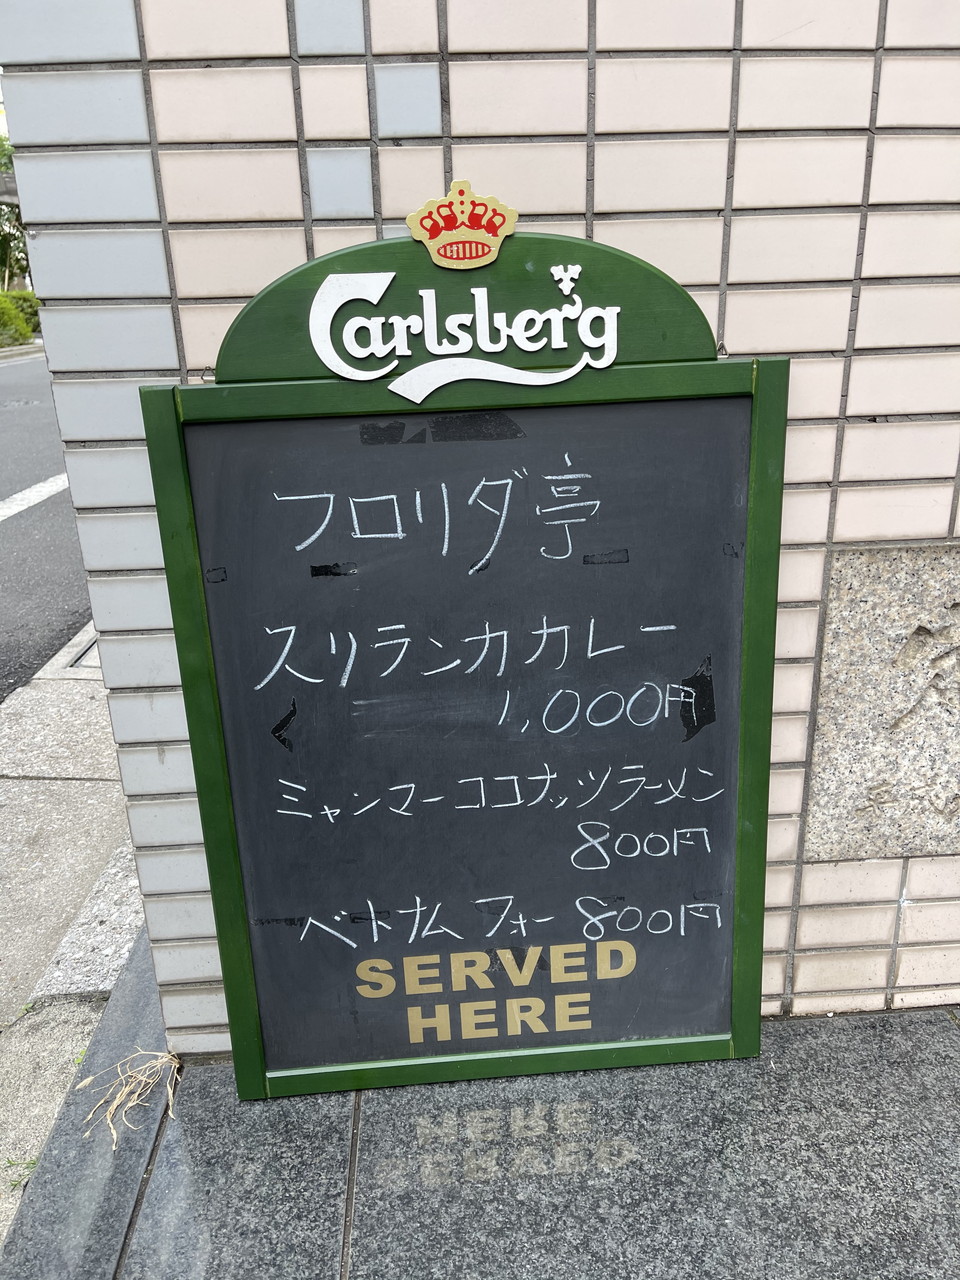 Carlsberg
フロリダ亭
スリランカカレー
1,000円
ミャンマーココナッツラーメン
800円
ベトナム フォー 800円
SERVED
HERE